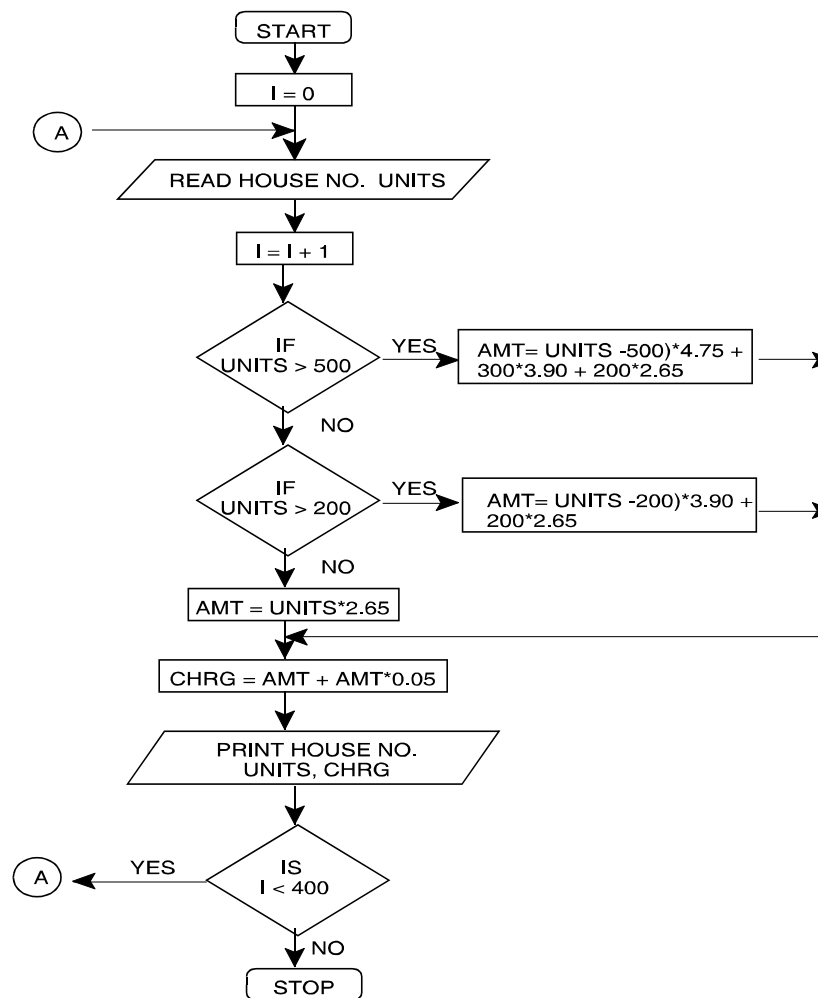 START
I = 0
A
READ HOUSE NO. UNITS
I = I + 1
IF
UNITS > 500
YES
AMT= UNITS -500)*4.75 +
300*3.90 + 200*2.65
NO
IF
UNITS > 200
YES
AMT= UNITS -200)*3.90 +
200*2.65
NO
AMT = UNITS*2.65
CHRG = AMT + AMT*0.05
PRINT HOUSE NO.
UNITS, CHRG
IS
I < 400
YES
A
NO
STOP